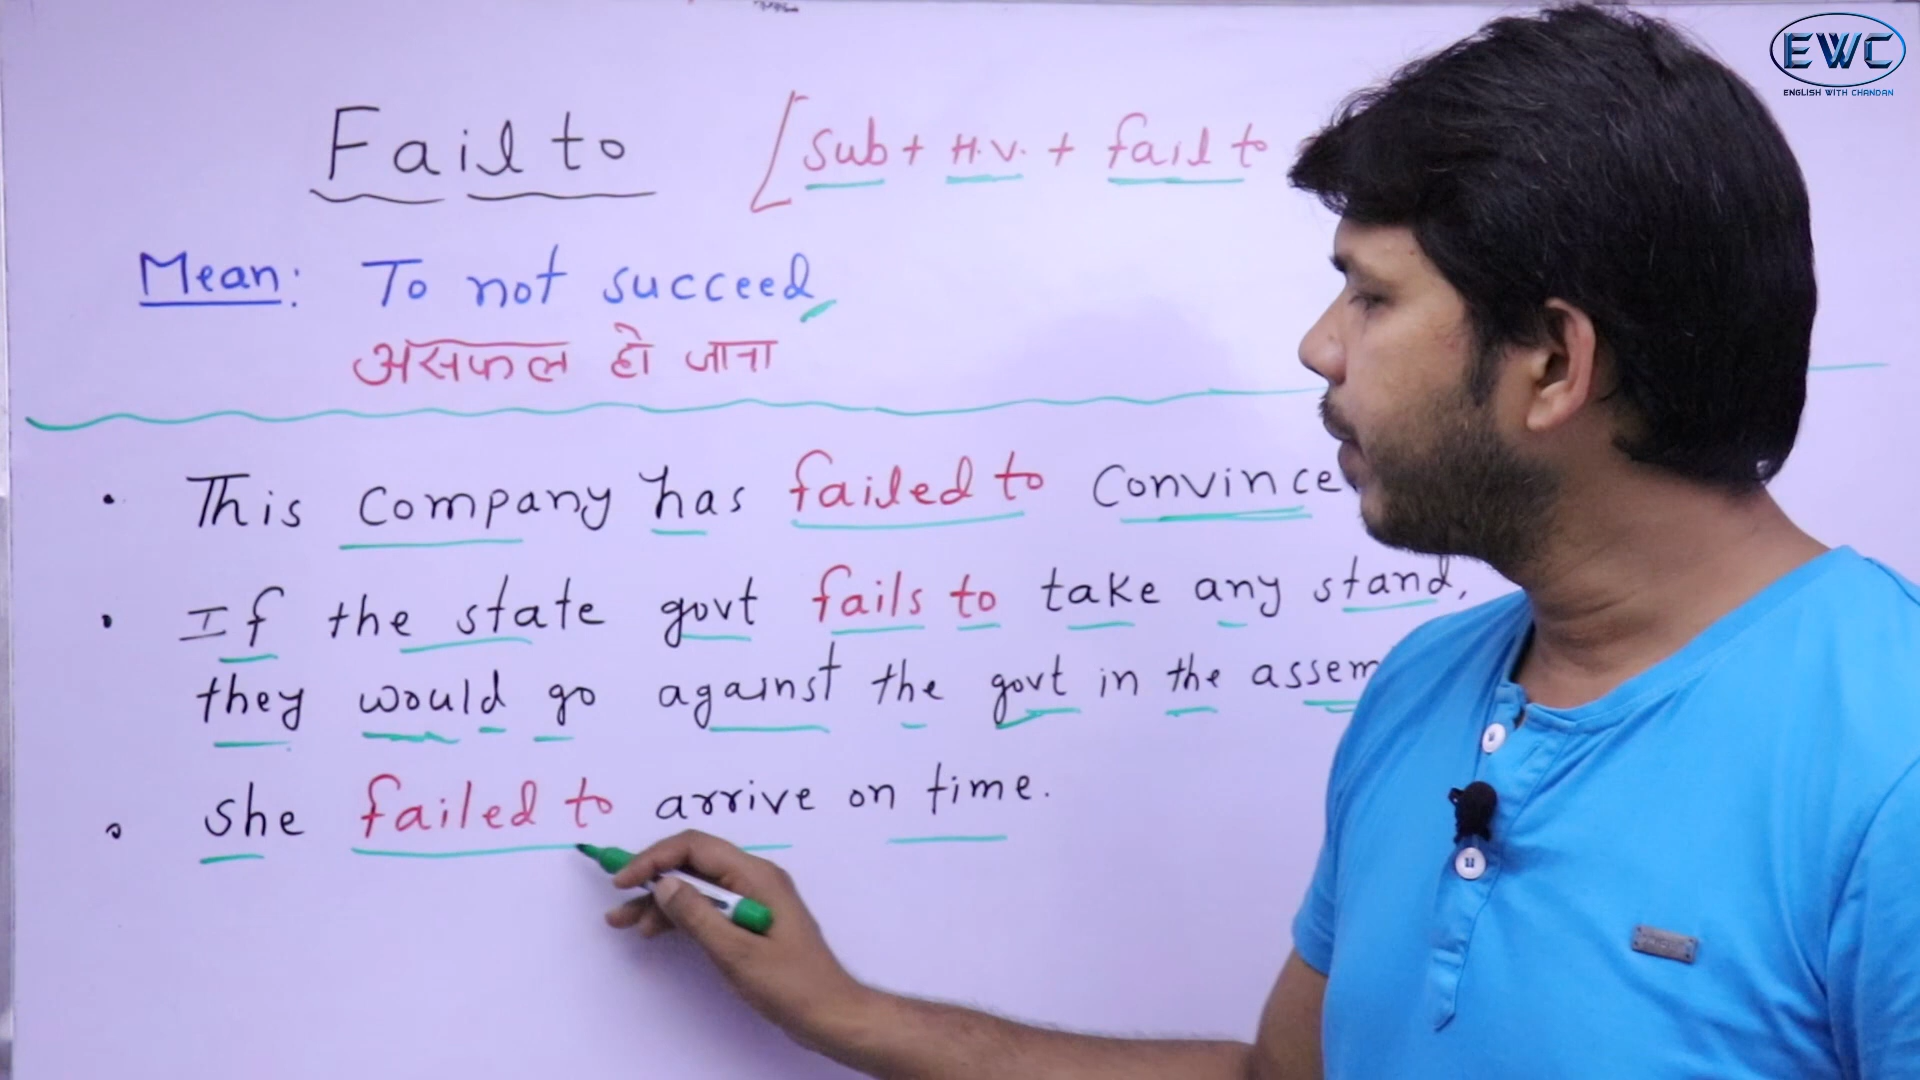 EWC
ENGLISH WITH CHANDAN
Fail to [Sub + H.V. + fail to
Mean: To not succeed
असफल हो जाना
• This company has failed to convince
• If the state govt fails to take any stand,
they would go against the govt in the assem
• she failed to arrive on time.